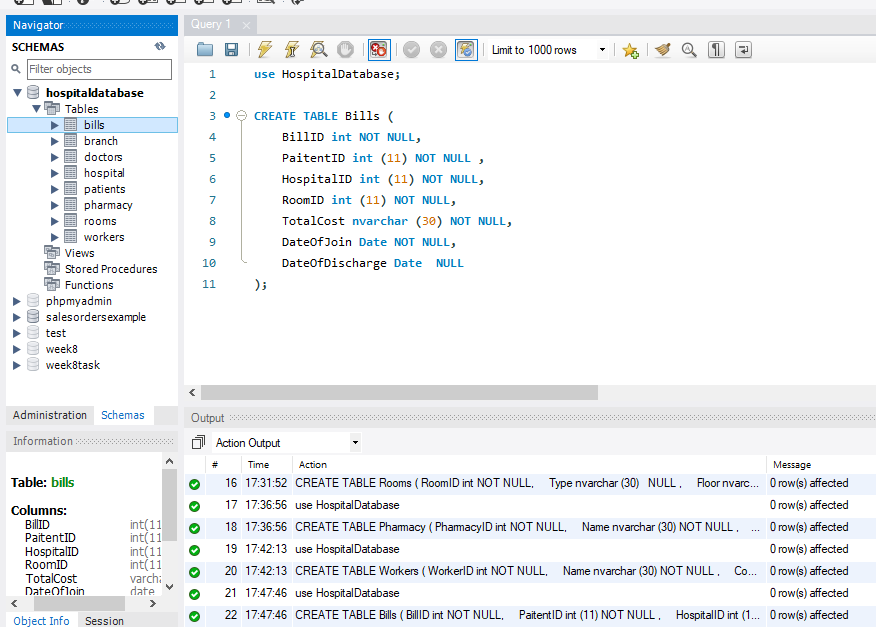 Navigator
SCHEMAS
Filter objects
hospitaldatabase
Tables
bills
branch
doctors
hospital
patients
pharmacy
rooms
workers
Views
Stored Procedures
Functions
phpmyadmin
salesordersexample
test
week8
week8task
Administration Schemas
Information
Table: bills
Columns:
BillID int(11
PaitentID int(11
HospitalID int(11
RoomID int(11
TotalCost varcha
DateOfJoin date
Object Info Session
Query 1
Limit to 1000 rows
1 use HospitalDatabase;
2
3 CREATE TABLE Bills (
4 BillID int NOT NULL,
5 PaitentID int (11) NOT NULL ,
6 HospitalID int (11) NOT NULL,
7 RoomID int (11) NOT NULL,
8 TotalCost nvarchar (30) NOT NULL,
9 DateOfJoin Date NOT NULL,
10 DateOfDischarge Date NULL
11 );
Output
Action Output
# Time Action Message
16 17:31:52 CREATE TABLE Rooms ( RoomID int NOT NULL, Type nvarchar (30) NULL , Floor nvarc... 0 row(s) affected
17 17:36:56 use HospitalDatabase 0 row(s) affected
18 17:36:56 CREATE TABLE Pharmacy ( PharmacyID int NOT NULL, Name nvarchar (30) NOT NULL , ... 0 row(s) affected
19 17:42:13 use HospitalDatabase 0 row(s) affected
20 17:42:13 CREATE TABLE Workers ( WorkerID int NOT NULL, Name nvarchar (30) NOT NULL , Co... 0 row(s) affected
21 17:47:46 use HospitalDatabase 0 row(s) affected
22 17:47:46 CREATE TABLE Bills ( BillID int NOT NULL, PaitentID int (11) NOT NULL , HospitalID int (1... 0 row(s) affected